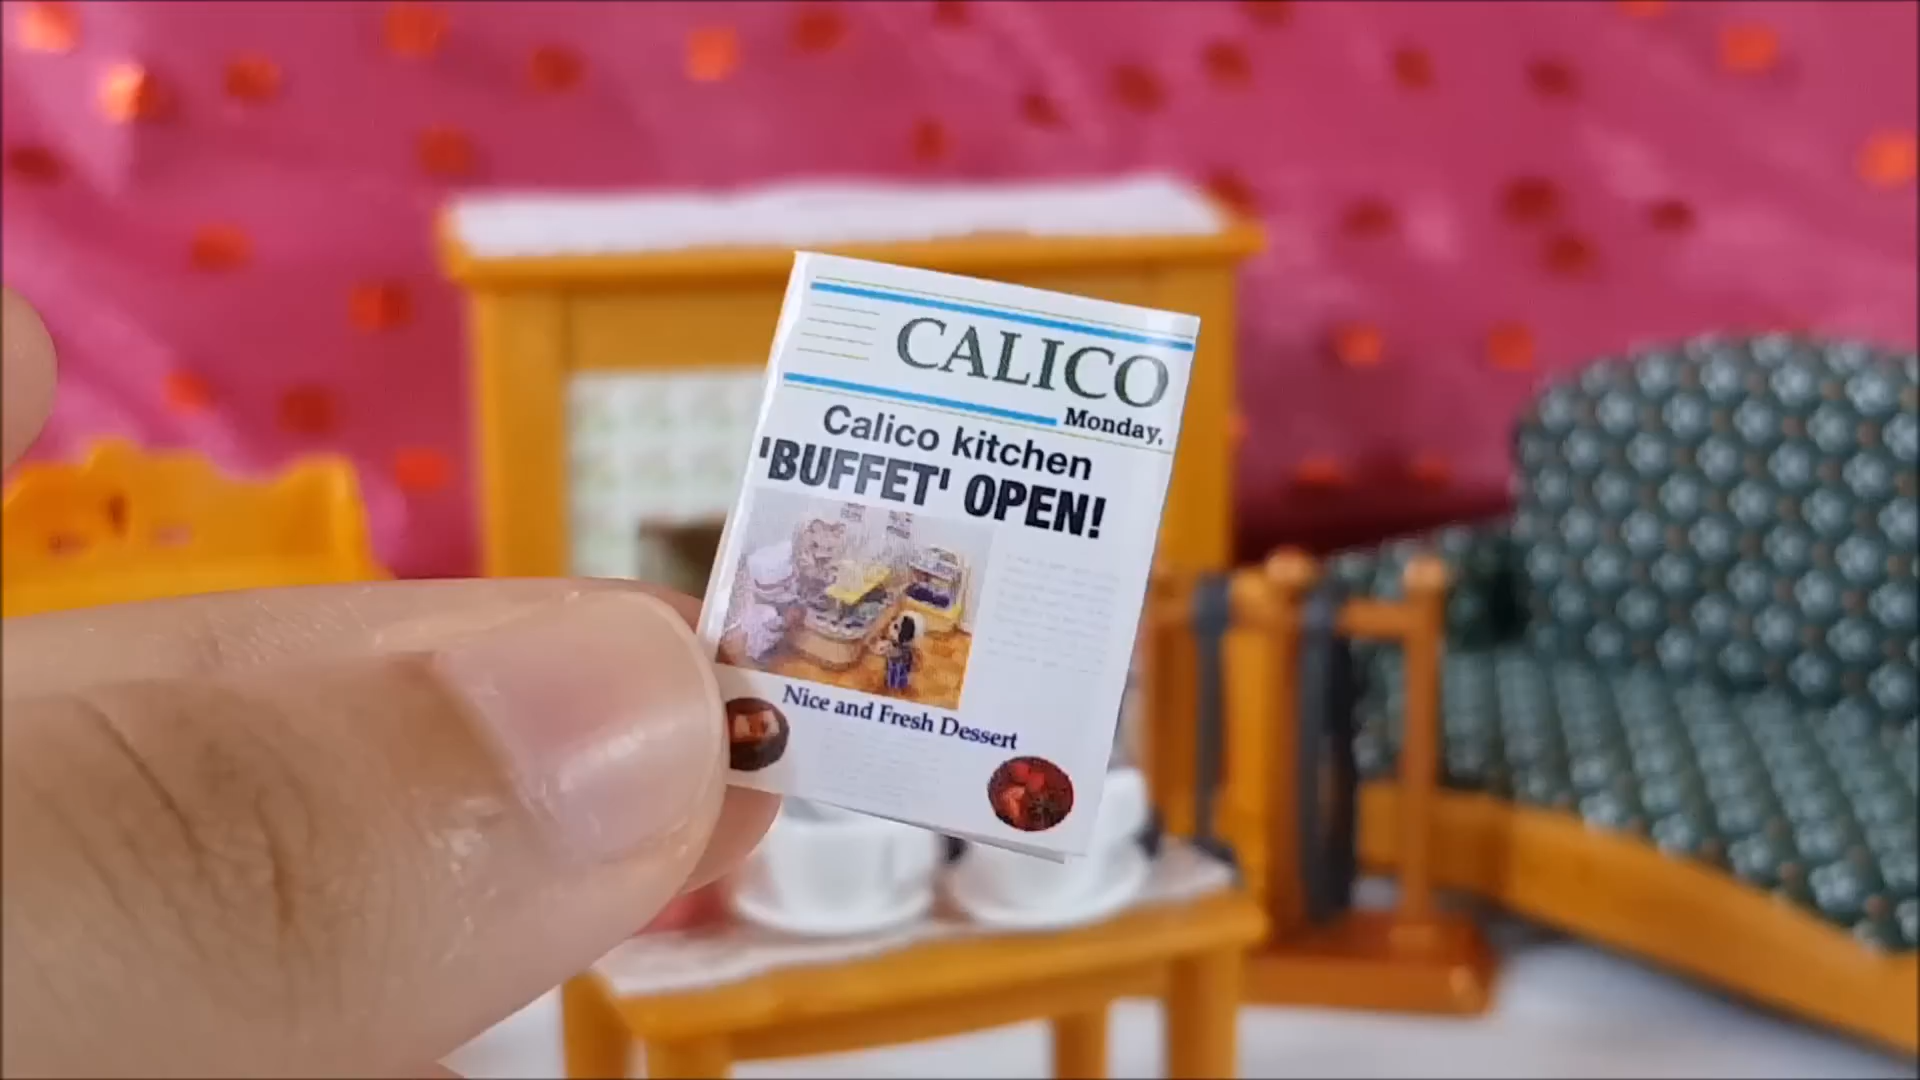 CALICO
Monday,
Calico kitchen
'BUFFET' OPEN!
Nice and Fresh Dessert